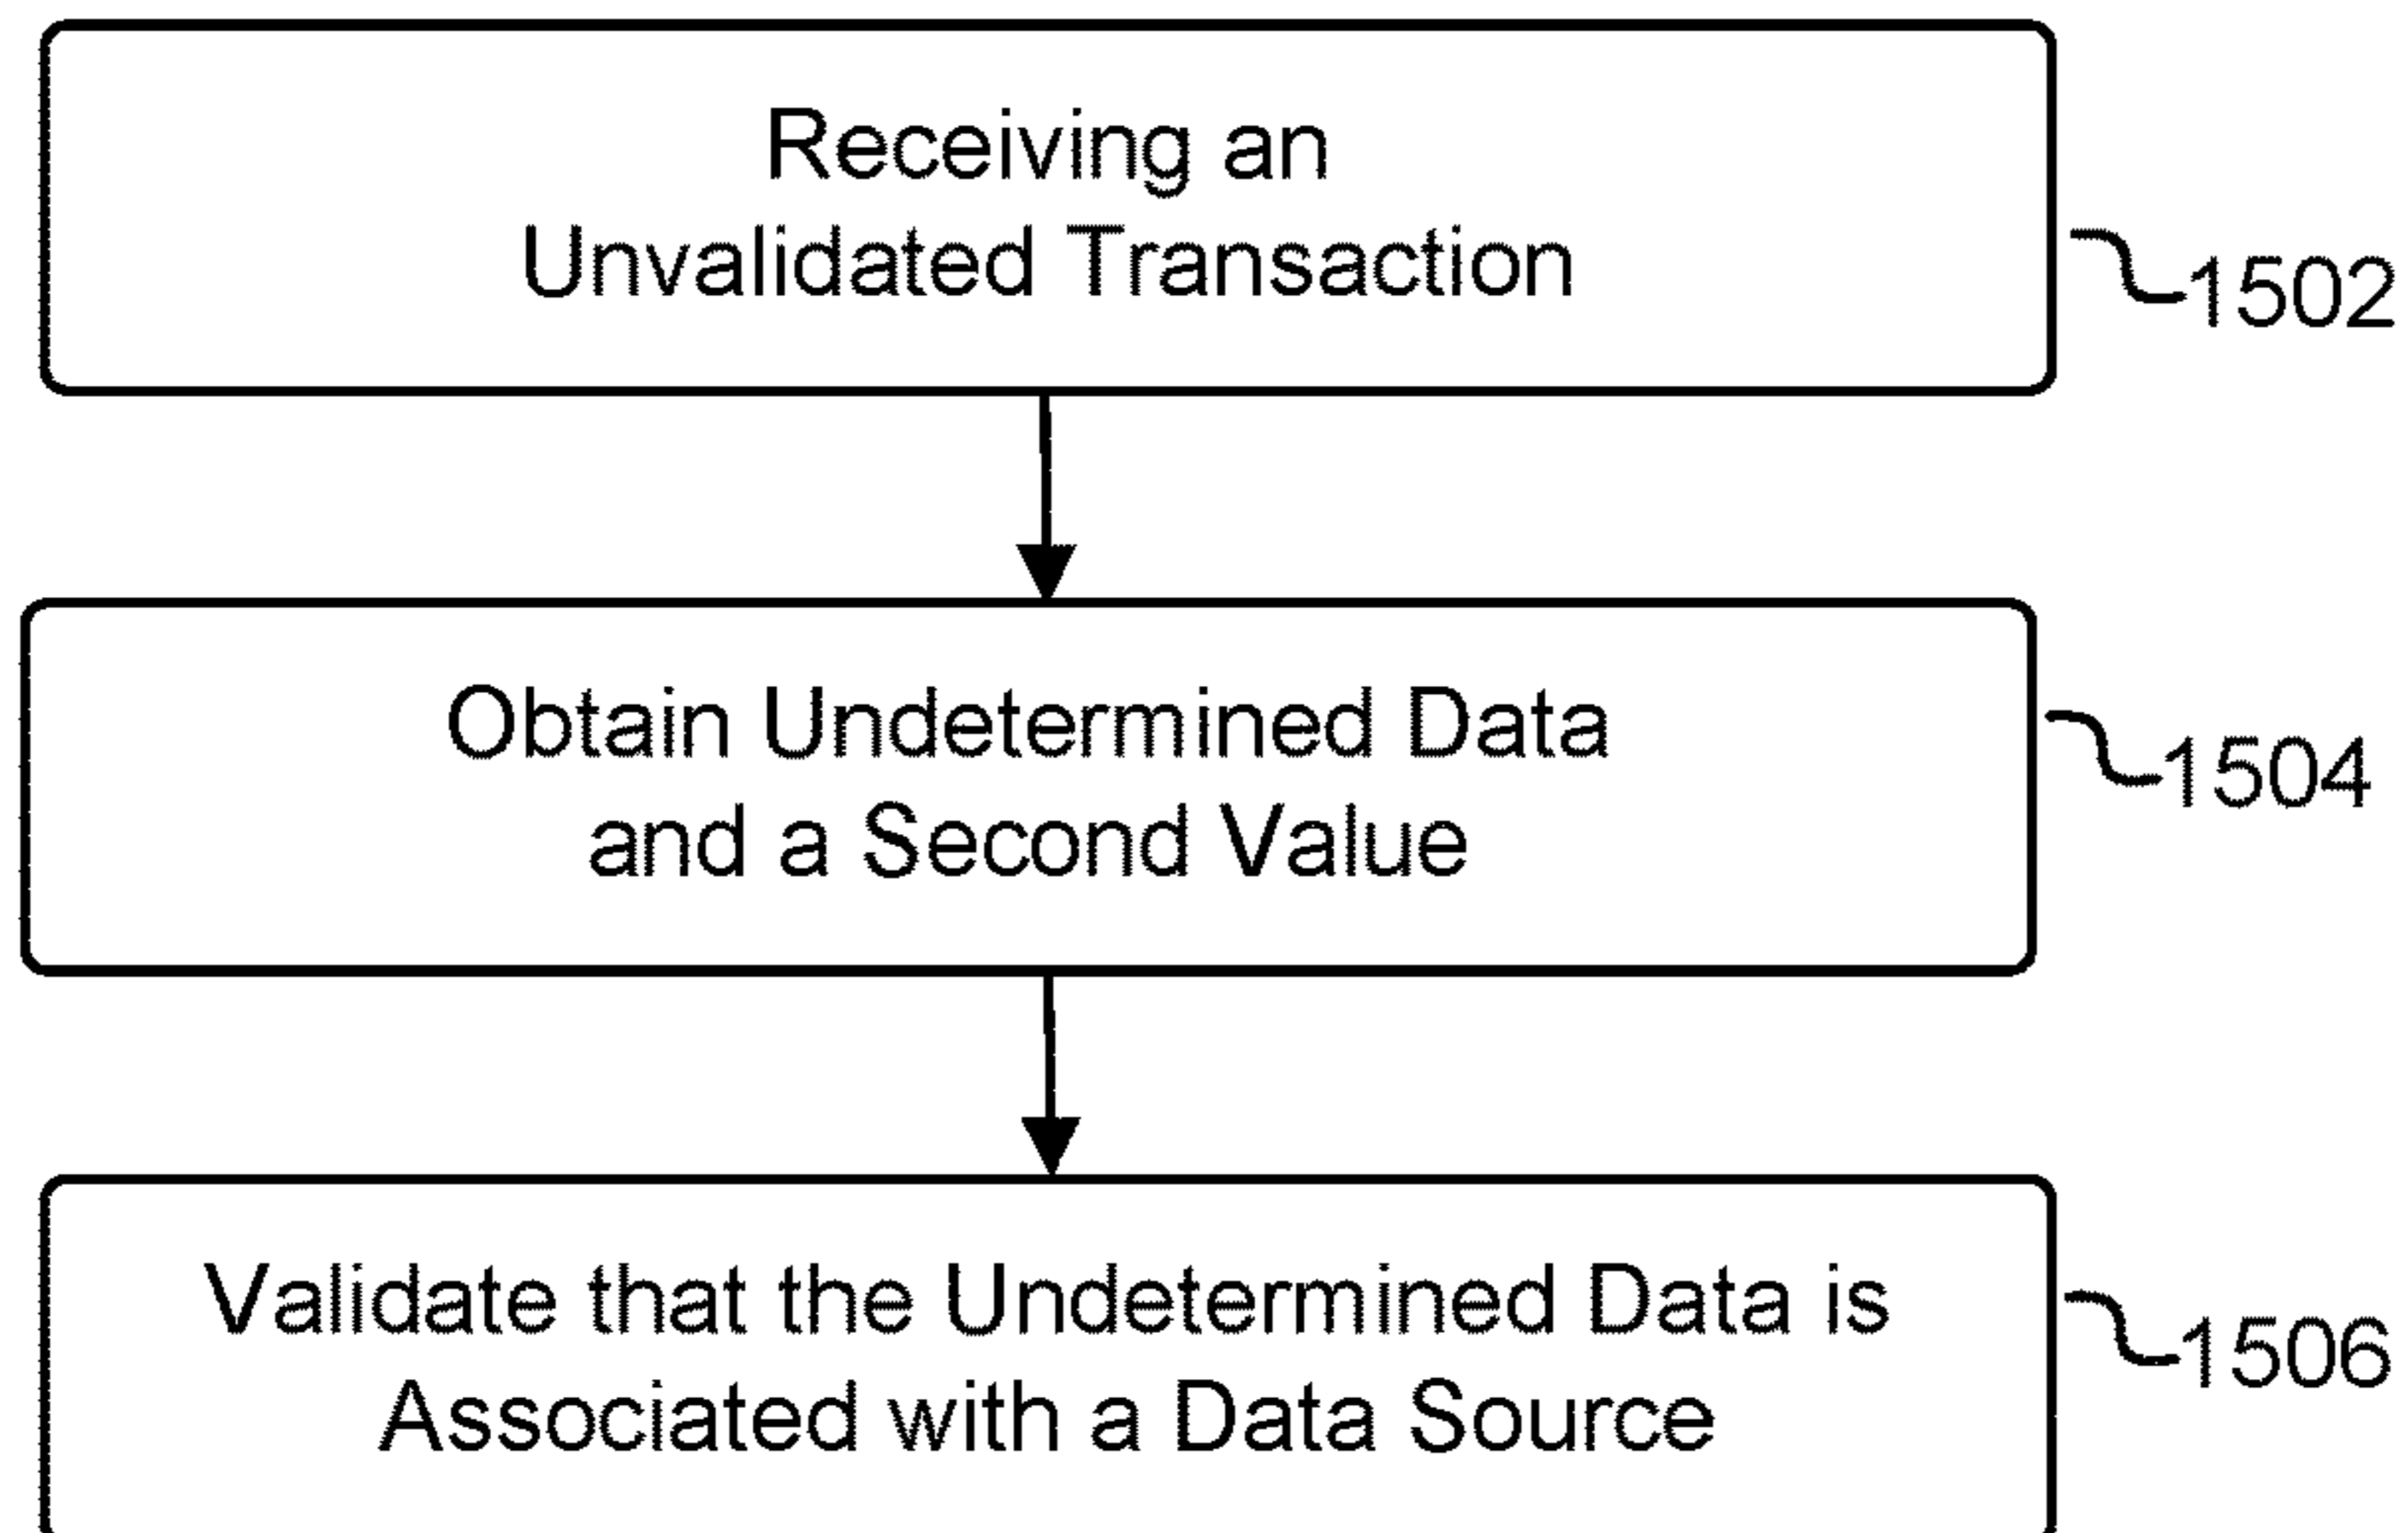 Receiving an
Unvalidated Transaction
1502
Obtain Undetermined Data
and a Second Value
1504
Validate that the Undetermined Data is
Associated with a Data Source
1506